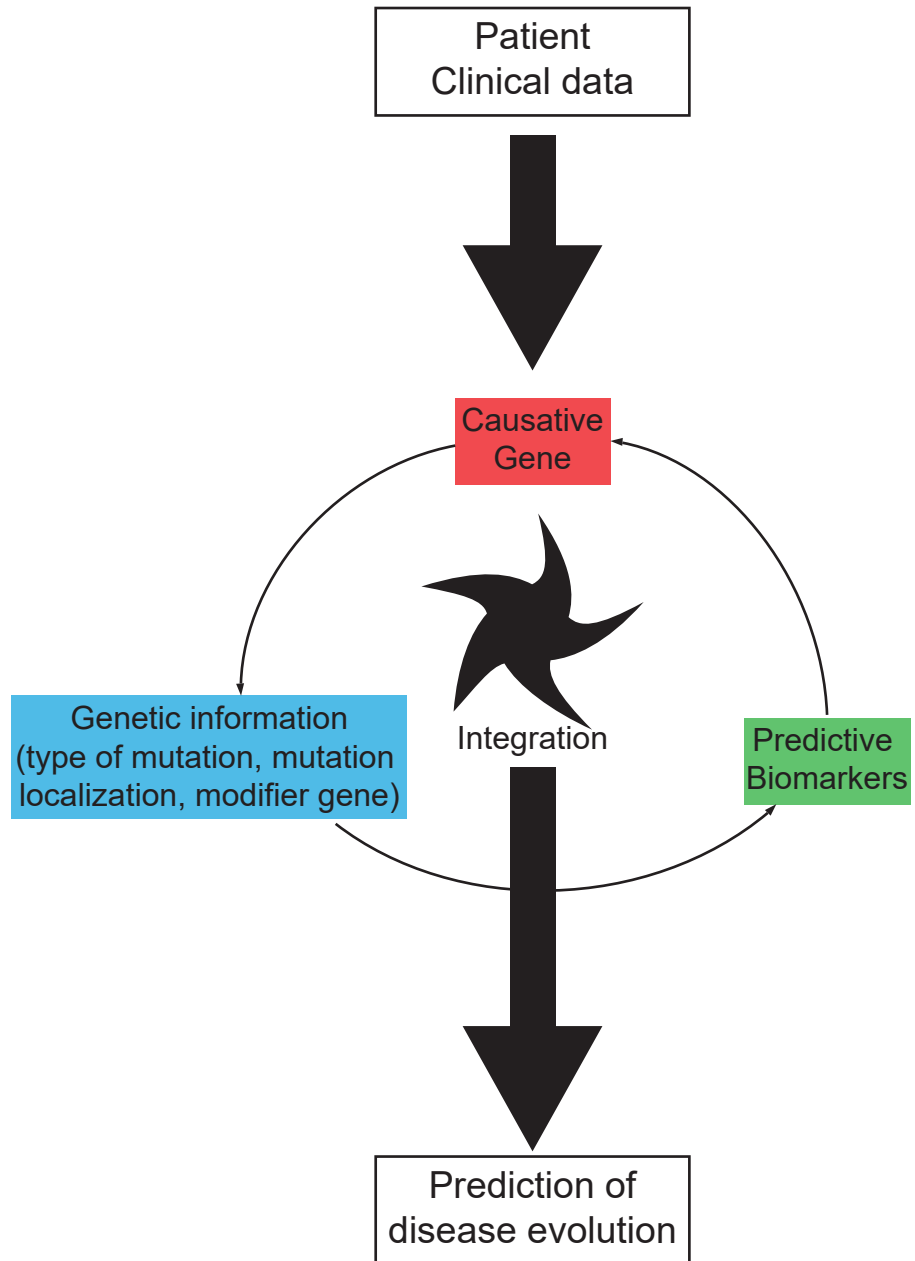 Patient
Clinical data
Causative
Gene
Genetic information
(type of mutation, mutation
localization, modifier gene)
Integration
Predictive
Biomarkers
Prediction of
disease evolution